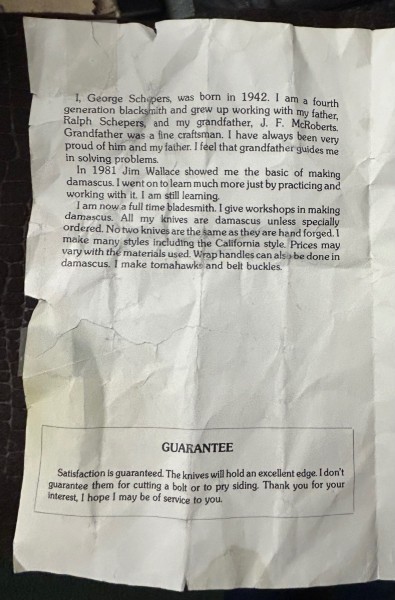 I, George Schepers, was born in 1942. I am a fourth
generation blacksmith and grew up working with my father,
Ralph Schepers, and my grandfather, J. F. McRoberts.
Grandfather was a fine craftsman. I have always been very
proud of him and my father. I feel that grandfather guides me
in solving problems.
In 1981 Jim Wallace showed me the basic of making
damascus. I went on to learn much more just by practicing and
working with it. I am still learning.
I am now a full time bladesmith. I give workshops in making
damascus. All my knives are damascus unless specially
ordered. No two knives are the same as they are hand forged. I
make many styles including the California style. Prices may
vary with the materials used. Wrap handles can also be done in
damascus. I make tomahawks and belt buckles.
GUARANTEE
Satisfaction is guaranteed. The knives will hold an excellent edge. I don't
guarantee them for cutting a bolt or to pry siding. Thank you for your
interest, I hope I may be of service to you.